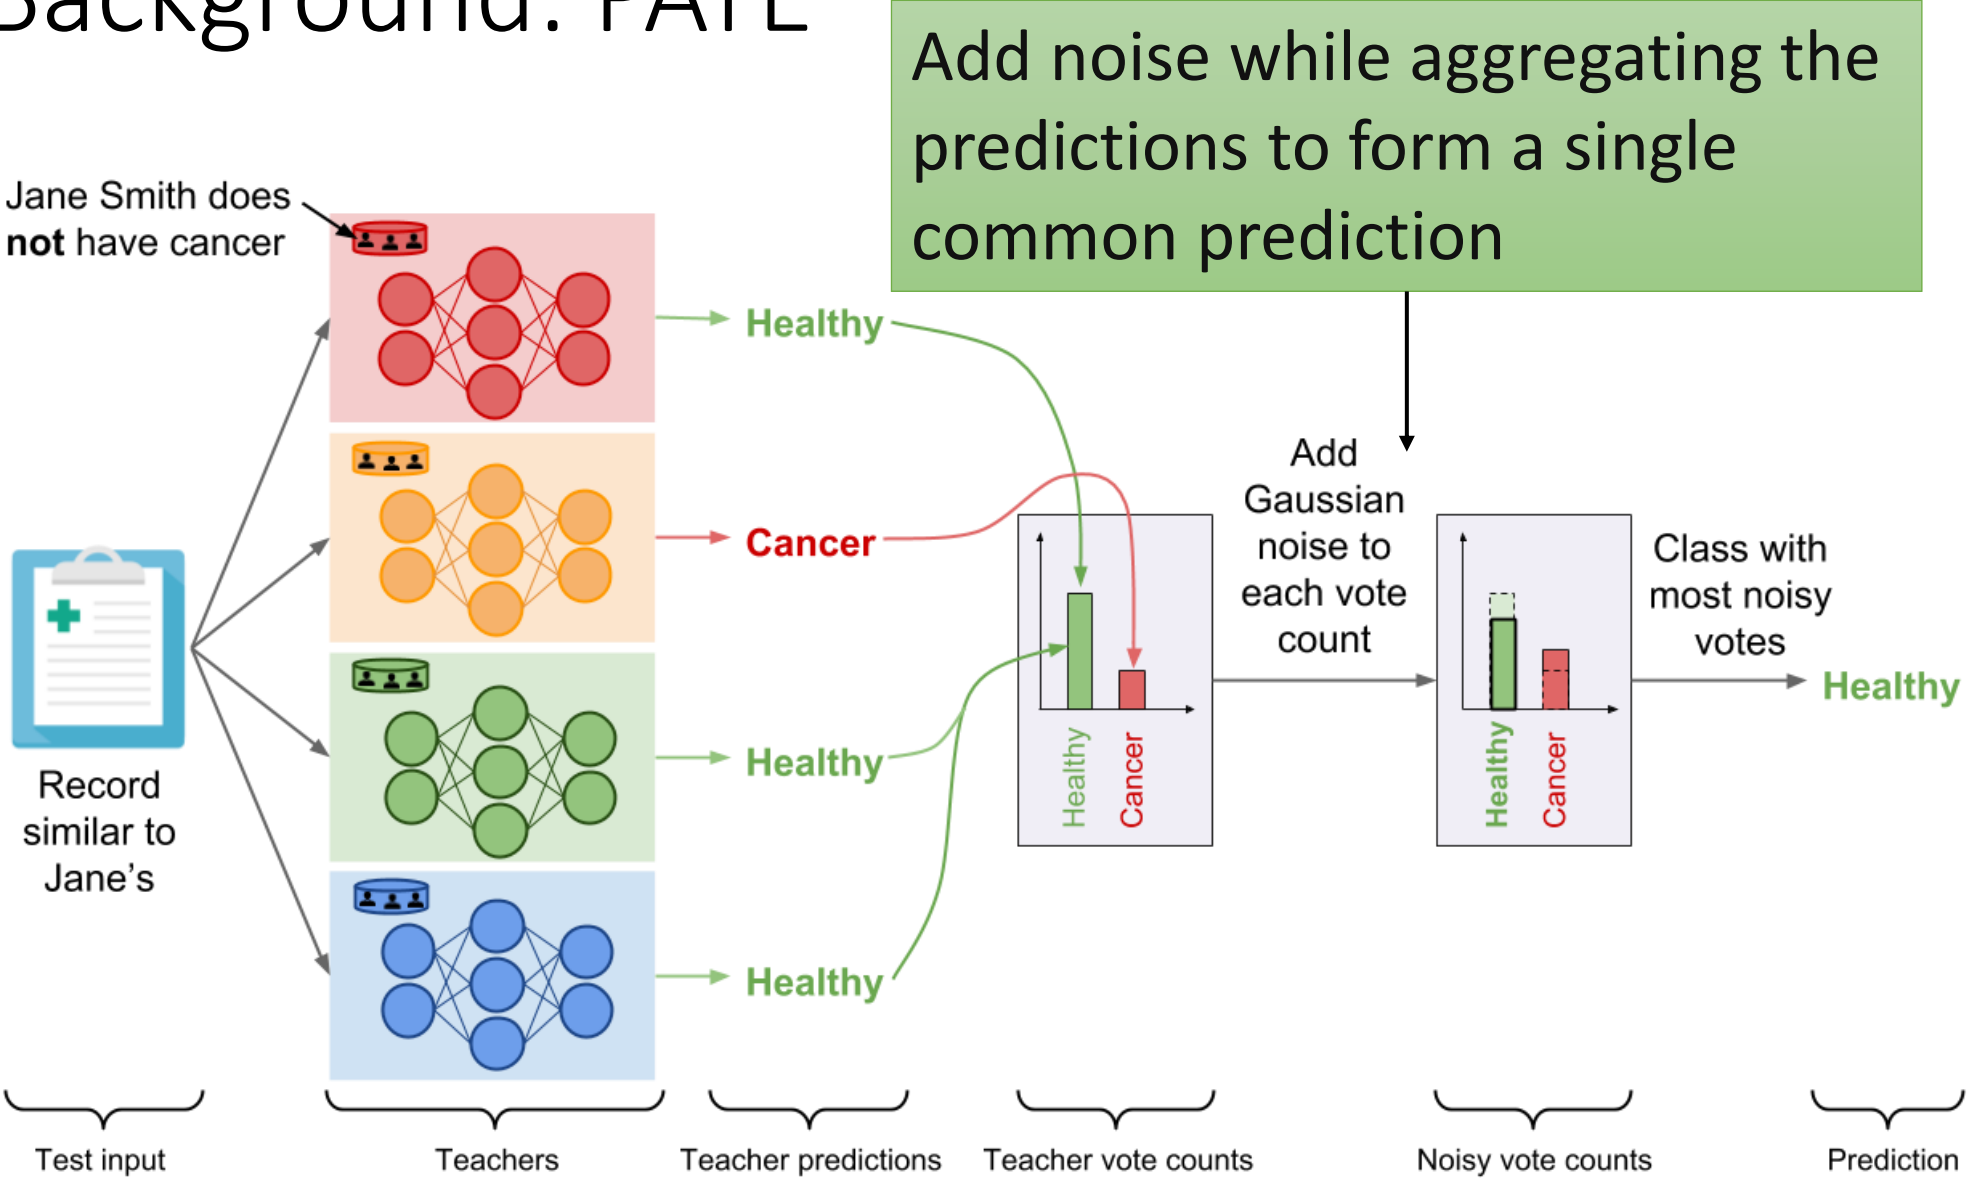 Background: PATE
Add noise while aggregating the
predictions to form a single
common prediction
Jane Smith does
not have cancer
Healthy
Cancer
Healthy
Healthy
Record
similar to
Jane's
Healthy
Cancer
Add
Gaussian
noise to
each vote
count
Healthy
Cancer
Class with
most noisy
votes
Healthy
Test input
Teachers
Teacher predictions
Teacher vote counts
Noisy vote counts
Prediction